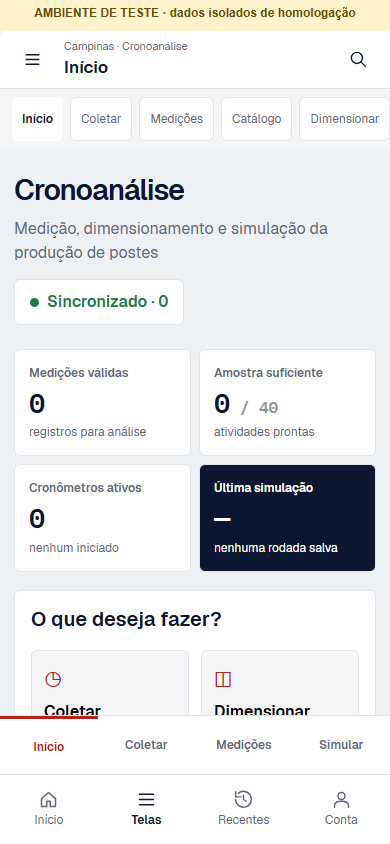 AMBIENTE DE TESTE · dados isolados de homologação
Campinas · Cronoanálise
Início
Início
Coletar
Medições
Catálogo
Dimensionar
Cronoanálise
Medição, dimensionamento e simulação da
produção de postes
Sincronizado · 0
Medições válidas
0
registros para análise
Amostra suficiente
0 / 40
atividades prontas
Cronômetros ativos
0
nenhum iniciado
Última simulação
—
nenhuma rodada salva
O que deseja fazer?
Coletar
Dimensionar
Início
Coletar
Medições
Simular
Início
Telas
Recentes
Conta